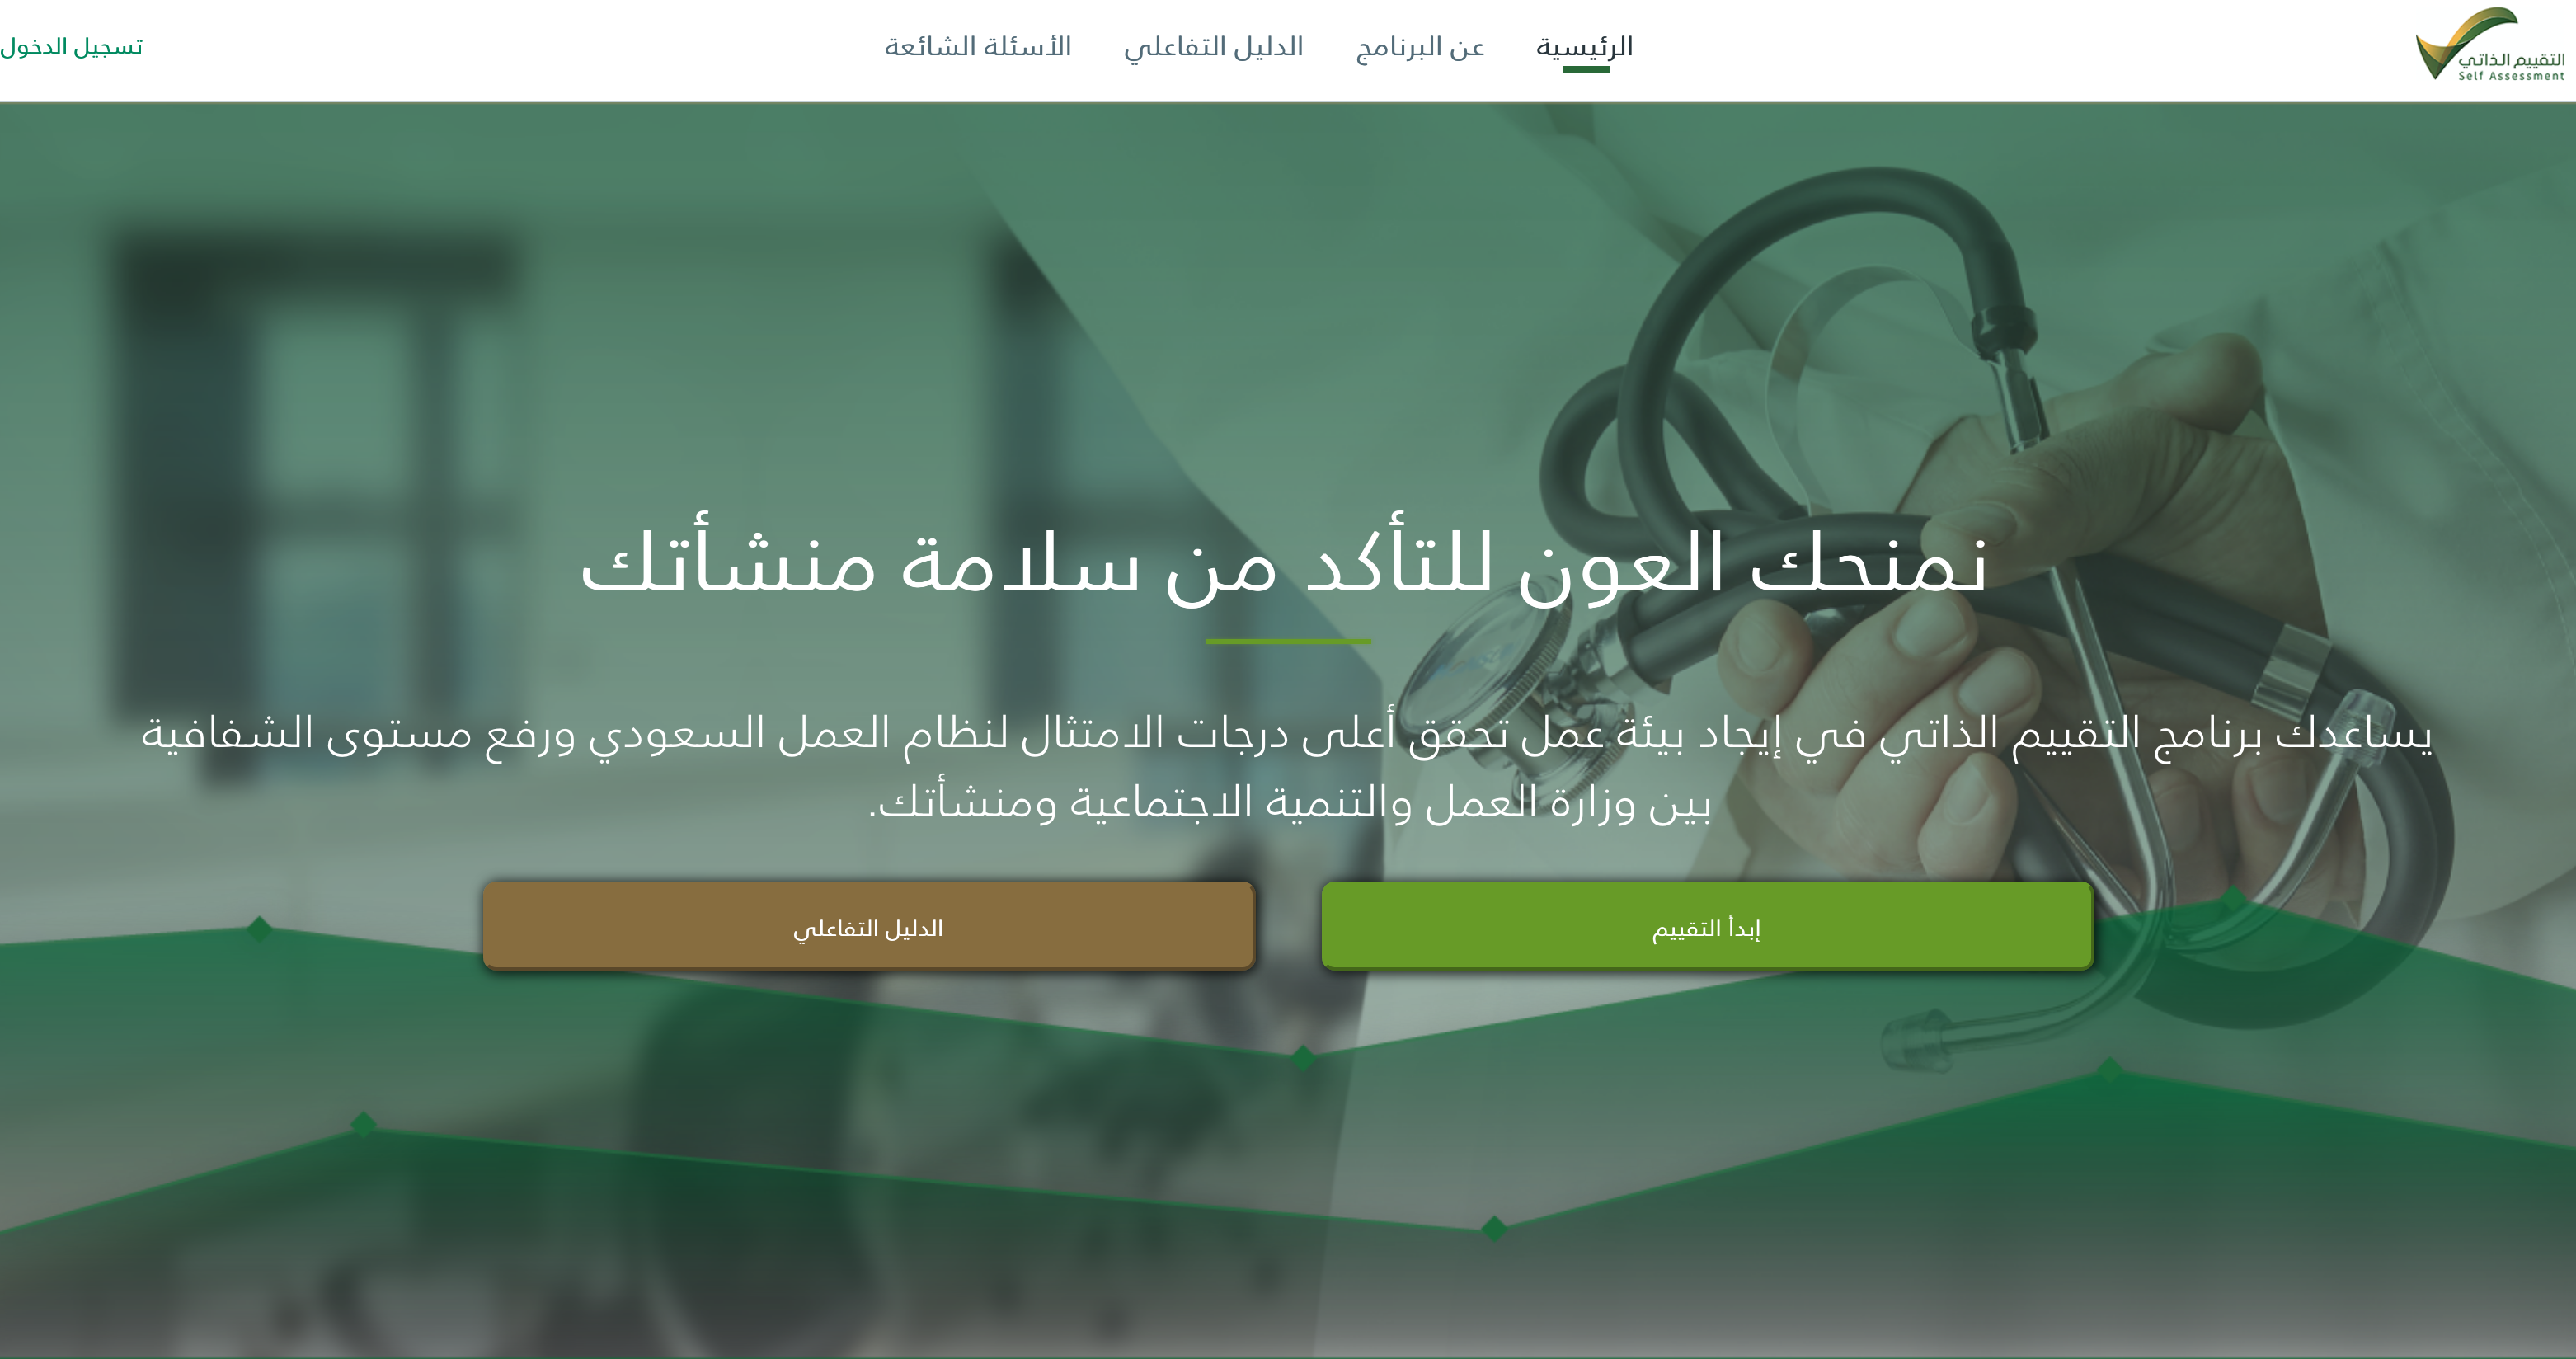 التقييم الذاتي
Self Assessment
الرئيسية
عن البرنامج
الدليل التفاعلي
الأسئلة الشائعة
تسجيل الدخول
نمنحك العون للتأكد من سلامة منشأتك
يساعدك برنامج التقييم الذاتي في إيجاد بيئة عمل تحقق أعلى درجات الامتثال لنظام العمل السعودي ورفع مستوى الشفافية
بين وزارة العمل والتنمية الاجتماعية ومنشأتك.
إبدأ التقييم
الدليل التفاعلي